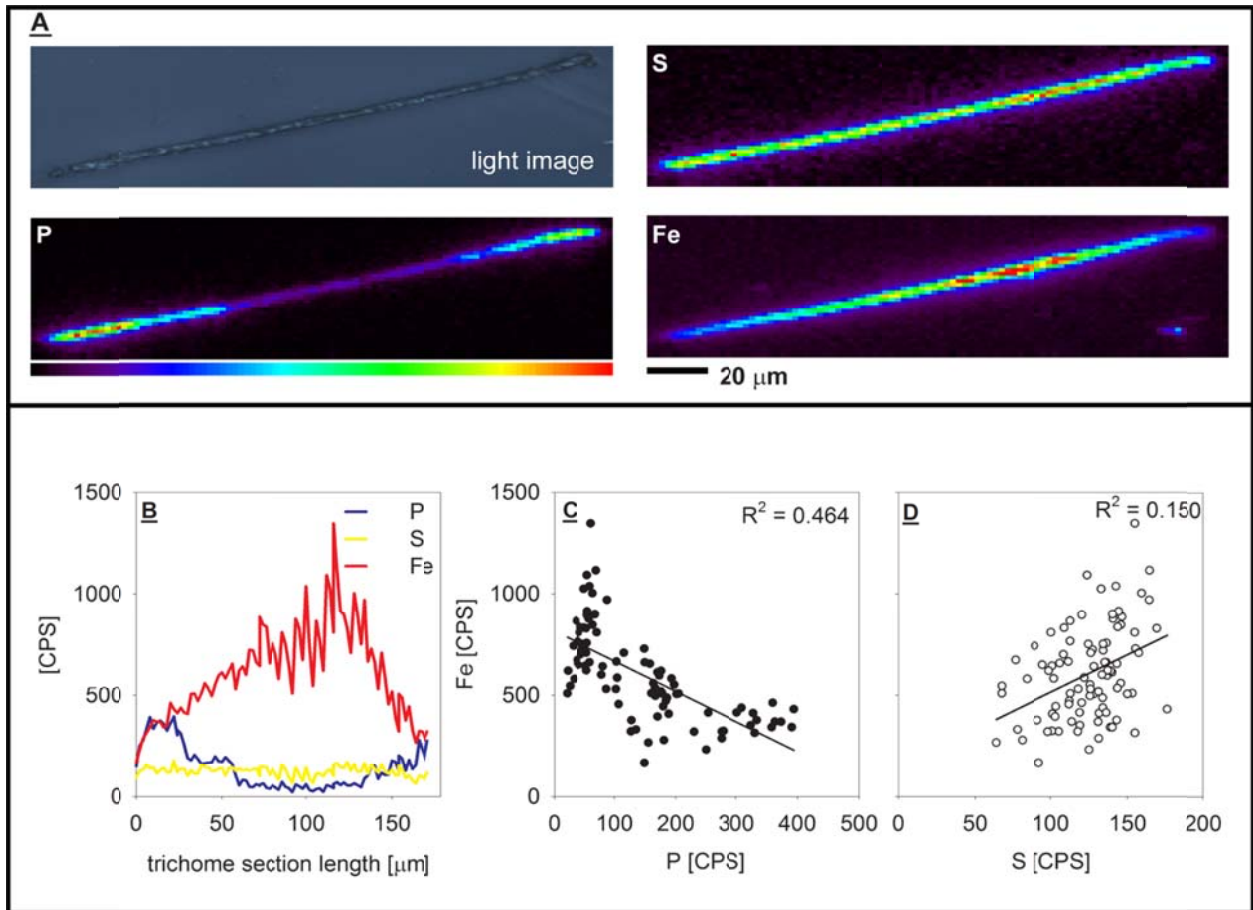 A
light image
S
P
Fe
20 μm
B
[CPS]
1500
1000
500
0
P
S
Fe
0
50
100
150
trichome section length [μm]
C
R² = 0.464
Fe [CPS]
1500
1000
500
0
0
100
200
300
400
500
P [CPS]
D
R² = 0.150
0
50
100
150
200
S [CPS]